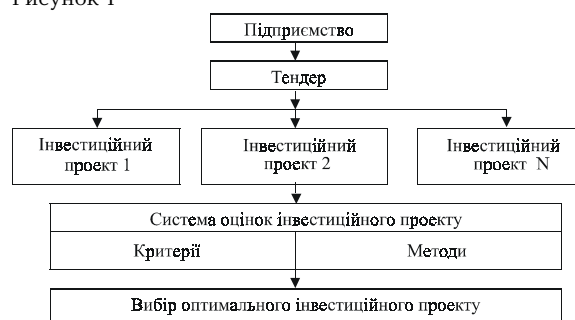 Рисунок 1
Підприємство
Тендер
Інвестиційний
проект 1
Інвестиційний
проект 2
Інвестиційний
проект N
Система оцінок інвестиційного проекту
Критерії
Методи
Вибір оптимального інвестиційного проекту